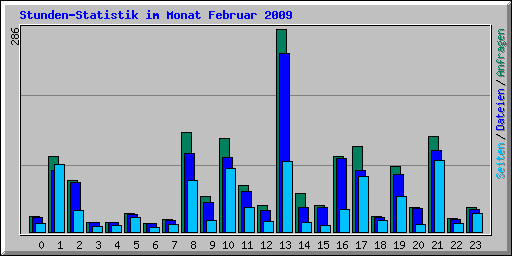 Stunden-Statistik im Monat Februar 2009
286
Seiten / Dateien / Anfragen
0 1 2 3 4 5 6 7 8 9 10 11 12 13 14 15 16 17 18 19 20 21 22 23